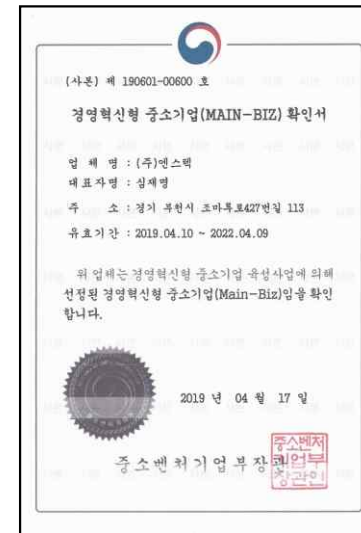 (사본) 제 190601-00600 호
경영혁신형 중소기업(MAIN-BIZ) 확인서
업 체 명 : (주)엔스텍
대표자명 : 심재명
주 소 : 경기 부천시 조마루로427번길 113
유효기간 : 2019.04.10 ~ 2022.04.09
위 업체는 경영혁신형 중소기업 육성사업에 의해
선정된 경영혁신형 중소기업(Main-Biz)임을 확인
합니다.
2019 년 04 월 17 일
중소벤처기업부장관
중소벤처
기업부
장관인